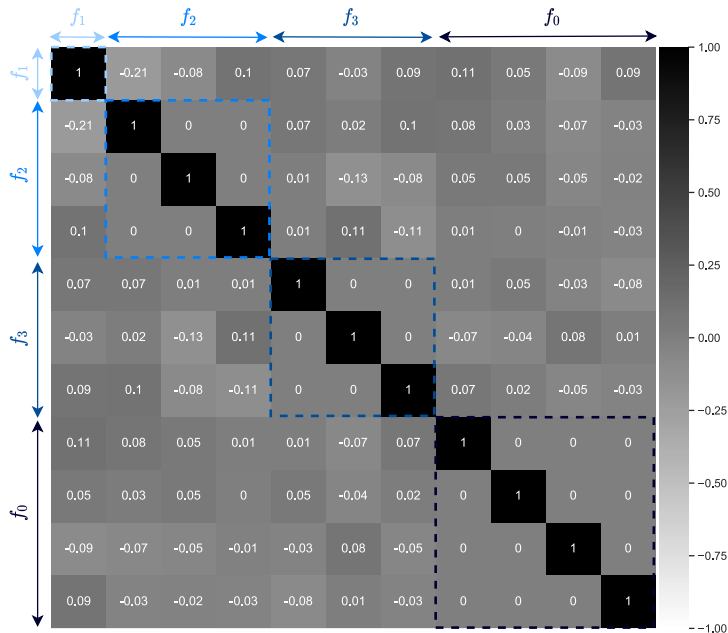 f1 f2 f3 f0
f1 1 -0.21 -0.08 0.1 0.07 -0.03 0.09 0.11 0.05 -0.09 0.09 1.00
-0.21 1 0 0 0.07 0.02 0.1 0.08 0.03 -0.07 -0.03 0.75
f2 -0.08 0 1 0 0.01 -0.13 -0.08 0.05 0.05 -0.05 -0.02 0.50
0.1 0 0 1 0.01 0.11 -0.11 0.01 0 -0.01 -0.03 0.25
0.07 0.07 0.01 0.01 1 0 0 0.01 0.05 -0.03 -0.08
f3 -0.03 0.02 -0.13 0.11 0 1 0 -0.07 -0.04 0.08 0.01 0.00
0.09 0.1 -0.08 -0.11 0 0 1 0.07 0.02 -0.05 -0.03 -0.25
0.11 0.08 0.05 0.01 0.01 -0.07 0.07 1 0 0 0
f0 0.05 0.03 0.05 0 0.05 -0.04 0.02 0 1 0 0 -0.50
-0.09 -0.07 -0.05 -0.01 -0.03 0.08 -0.05 0 0 1 0 -0.75
0.09 -0.03 -0.02 -0.03 -0.08 0.01 -0.03 0 0 0 1 -1.00